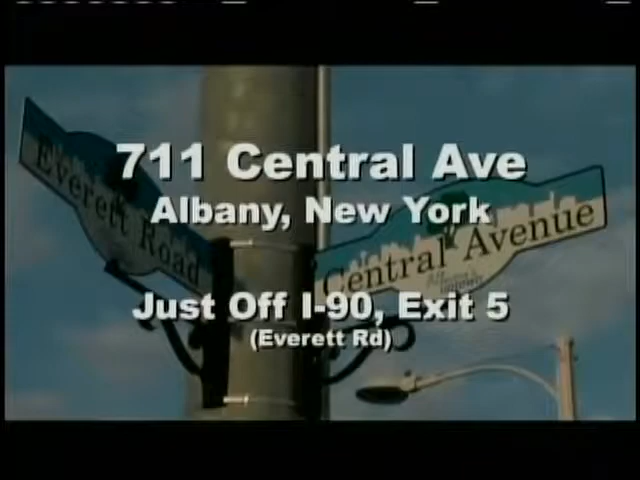 711 Central Ave
Albany, New York
Everett Road
Central Avenue
Just Off I-90, Exit 5
(Everett Rd)